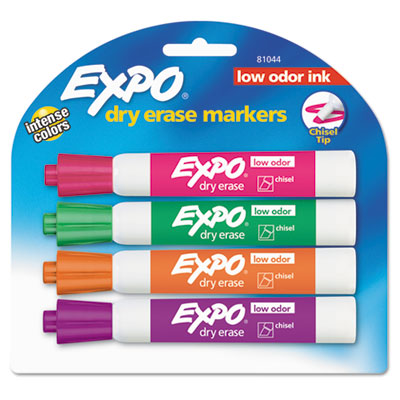 81044
EXPO®
low odor ink
dry erase markers
intense
colors
Chisel
Tip
EXPO low odor
dry erase chisel
EXPO low odor
dry erase chisel
EXPO low odor
dry erase chisel
EXPO low odor
dry erase chisel